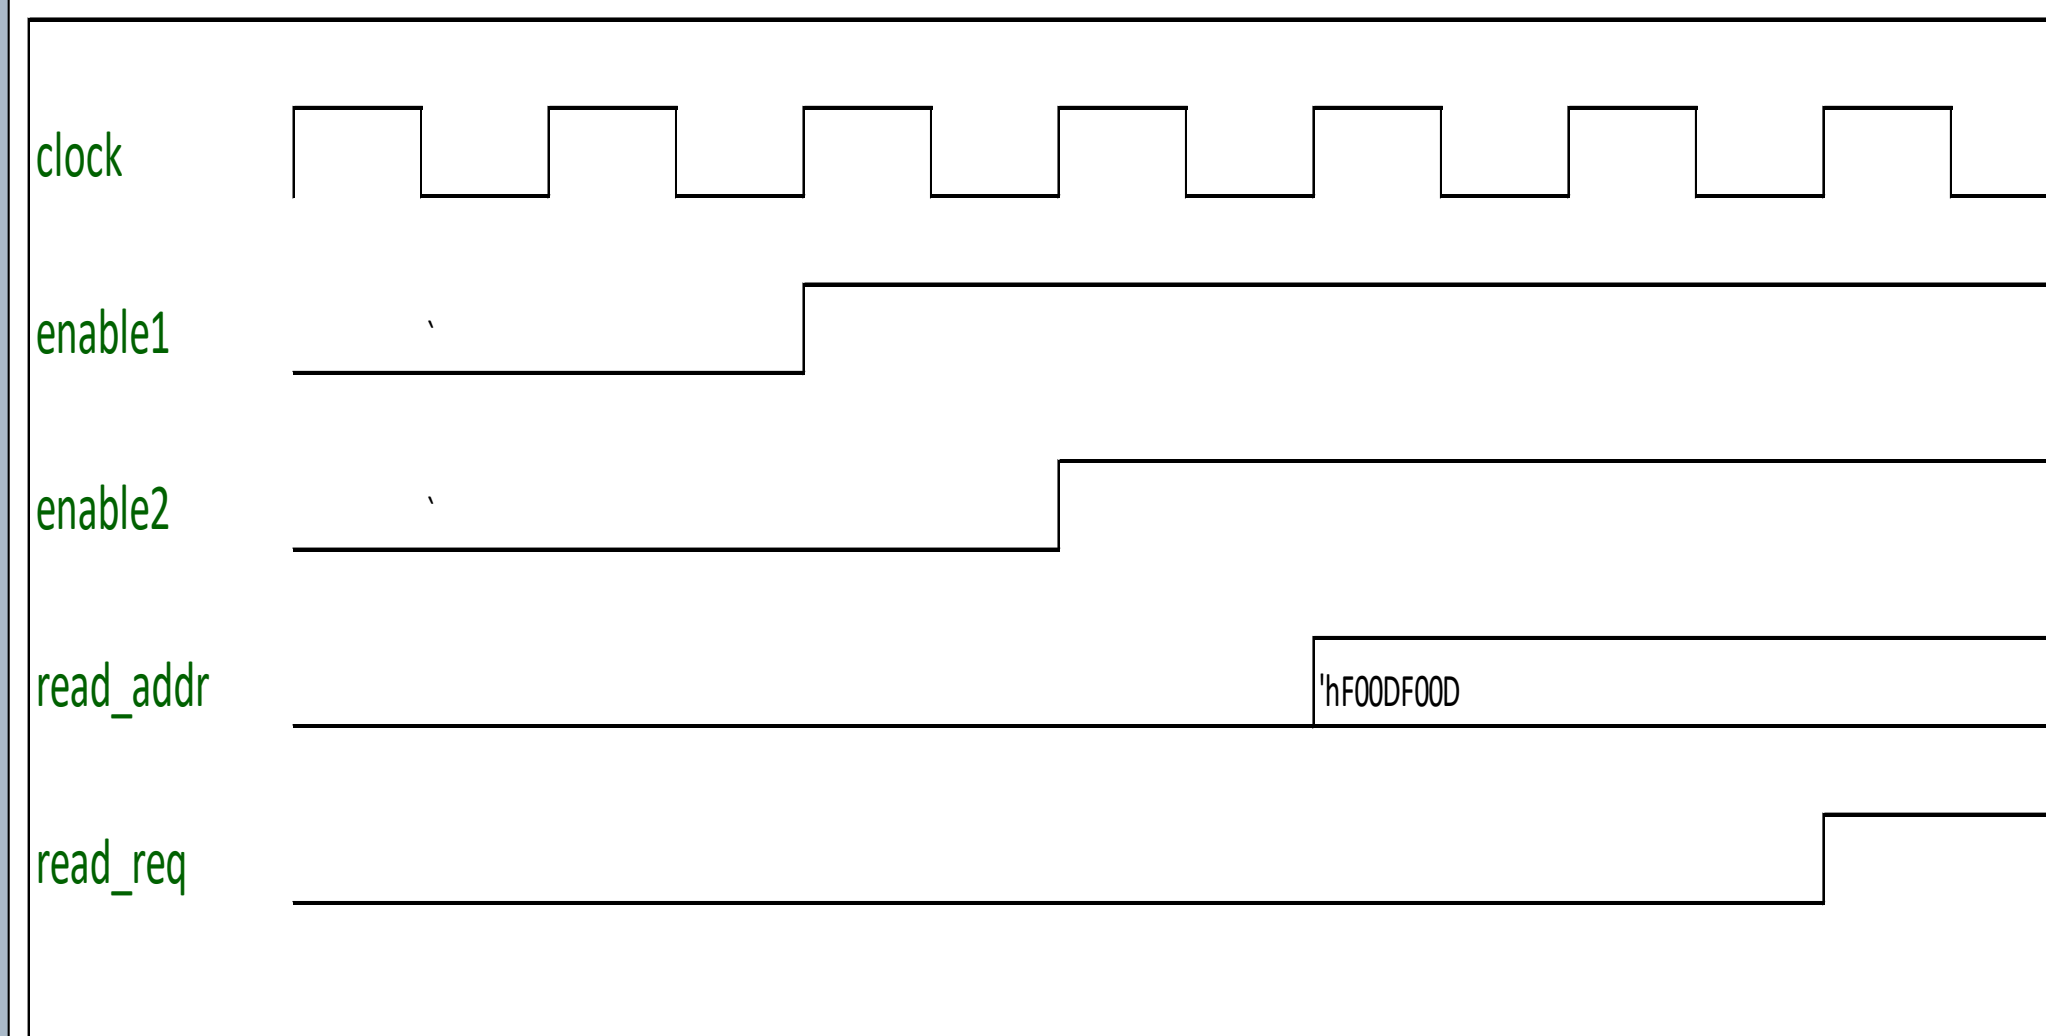 clock
enable1 `
enable2 `
read_addr 'hF00DF00D
read_req